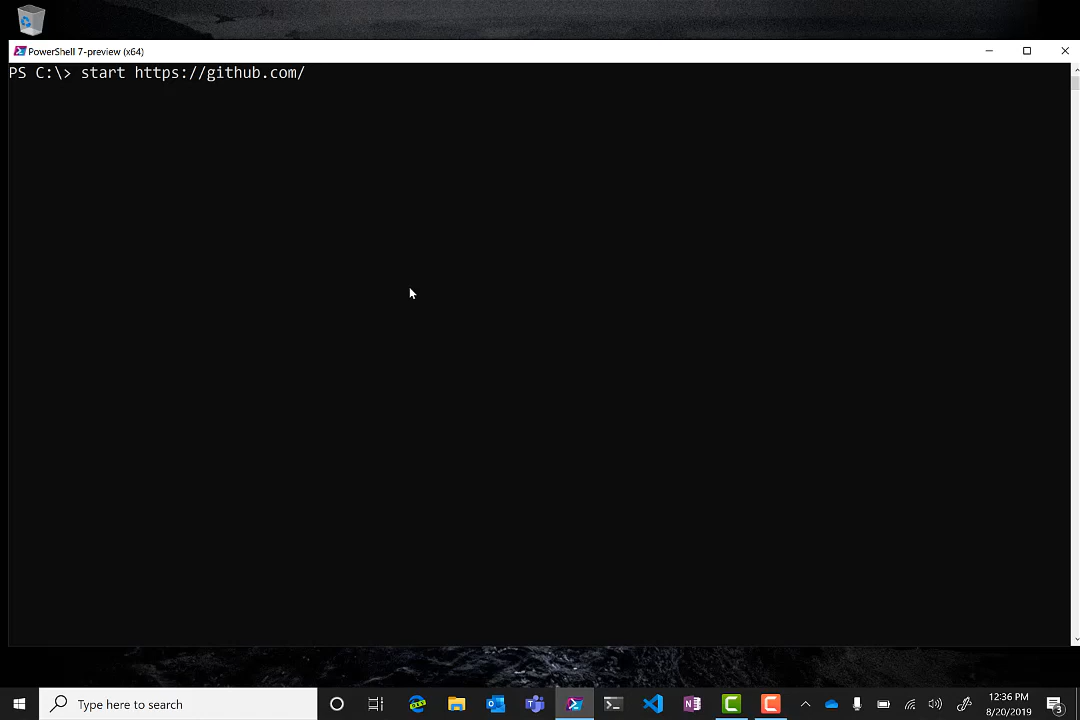 PowerShell 7-preview (x64)
PS C:\> start https://github.com/
Type here to search
12:36 PM
8/20/2019
3